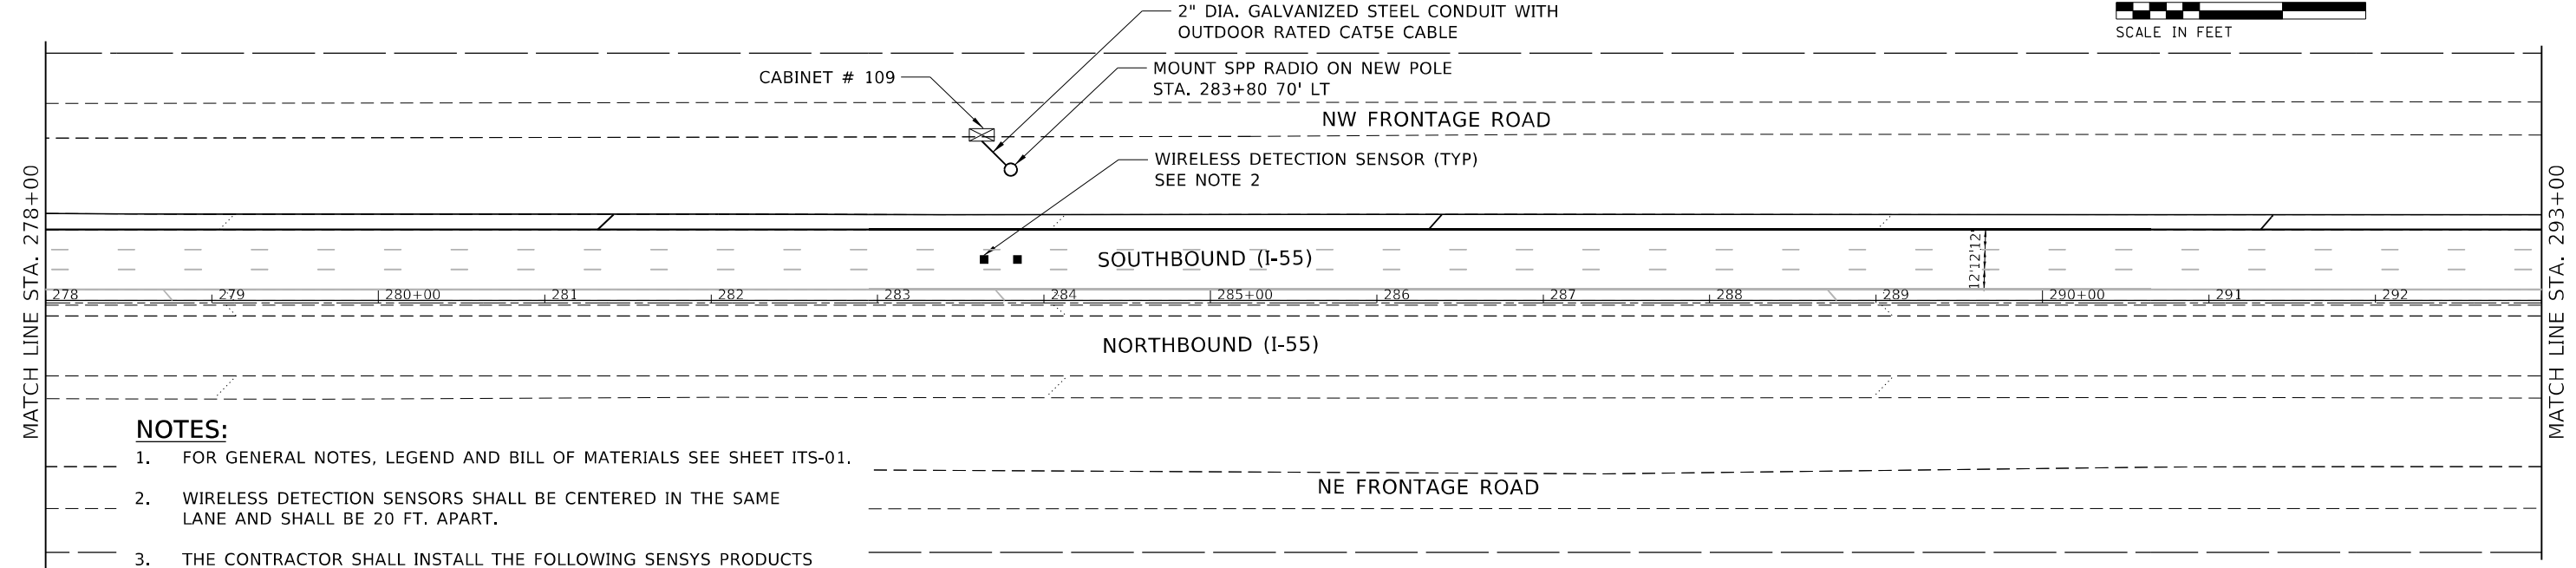 2" DIA. GALVANIZED STEEL CONDUIT WITH
OUTDOOR RATED CAT5E CABLE
SCALE IN FEET
CABINET # 109
MOUNT SPP RADIO ON NEW POLE
STA. 283+80 70' LT
NW FRONTAGE ROAD
WIRELESS DETECTION SENSOR (TYP)
SEE NOTE 2
MATCH LINE STA. 278+00
MATCH LINE STA. 293+00
SOUTHBOUND (I-55)
12'12'12'
278 279 280+00 281 282 283 284 285+00 286 287 288 289 290+00 291 292
NORTHBOUND (I-55)
NOTES:
1. FOR GENERAL NOTES, LEGEND AND BILL OF MATERIALS SEE SHEET ITS-01.
NE FRONTAGE ROAD
2. WIRELESS DETECTION SENSORS SHALL BE CENTERED IN THE SAME
LANE AND SHALL BE 20 FT. APART.
3. THE CONTRACTOR SHALL INSTALL THE FOLLOWING SENSYS PRODUCTS